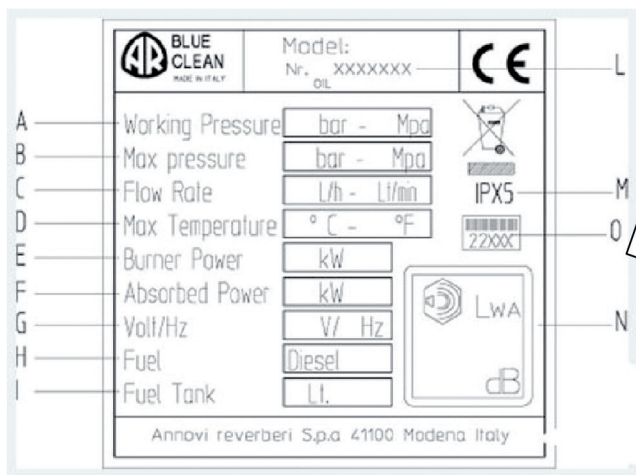 AR BLUE CLEAN
MADE IN ITALY
Model:
Nr. XXXXXXX
OIL
CE
L
A Working Pressure bar - Mpa
B Max pressure bar - Mpa
C Flow Rate L/h - Lt/min
IPX5 M
D Max Temperature °C - °F
22XXX O
E Burner Power kW
F Absorbed Power kW
G Volt/Hz V/ Hz
LWA N
H Fuel Diesel
I Fuel Tank Lt.
dB
Annovi reverberi S.p.a 41100 Modena Italy